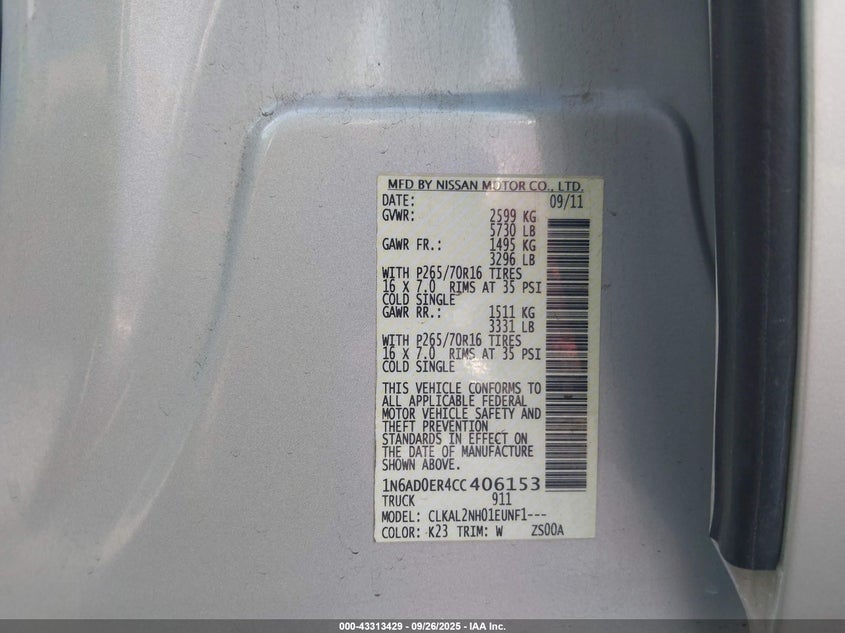 MFD BY NISSAN MOTOR CO., LTD.
DATE: 09/11
GVWR: 2599 KG
5730 LB
GAWR FR.: 1495 KG
3296 LB
WITH P265/70R16 TIRES
16 X 7.0 RIMS AT 35 PSI
COLD SINGLE
GAWR RR.: 1511 KG
3331 LB
WITH P265/70R16 TIRES
16 X 7.0 RIMS AT 35 PSI
COLD SINGLE
THIS VEHICLE CONFORMS TO
ALL APPLICABLE FEDERAL
MOTOR VEHICLE SAFETY AND
THEFT PREVENTION
STANDARDS IN EFFECT ON
THE DATE OF MANUFACTURE
SHOWN ABOVE.
1N6AD0ER4CC406153
TRUCK 911
MODEL: CLKAL2NH01EUNF1---
COLOR: K23 TRIM: W ZS00A
000-43313429 - 09/26/2025 - IAA Inc.